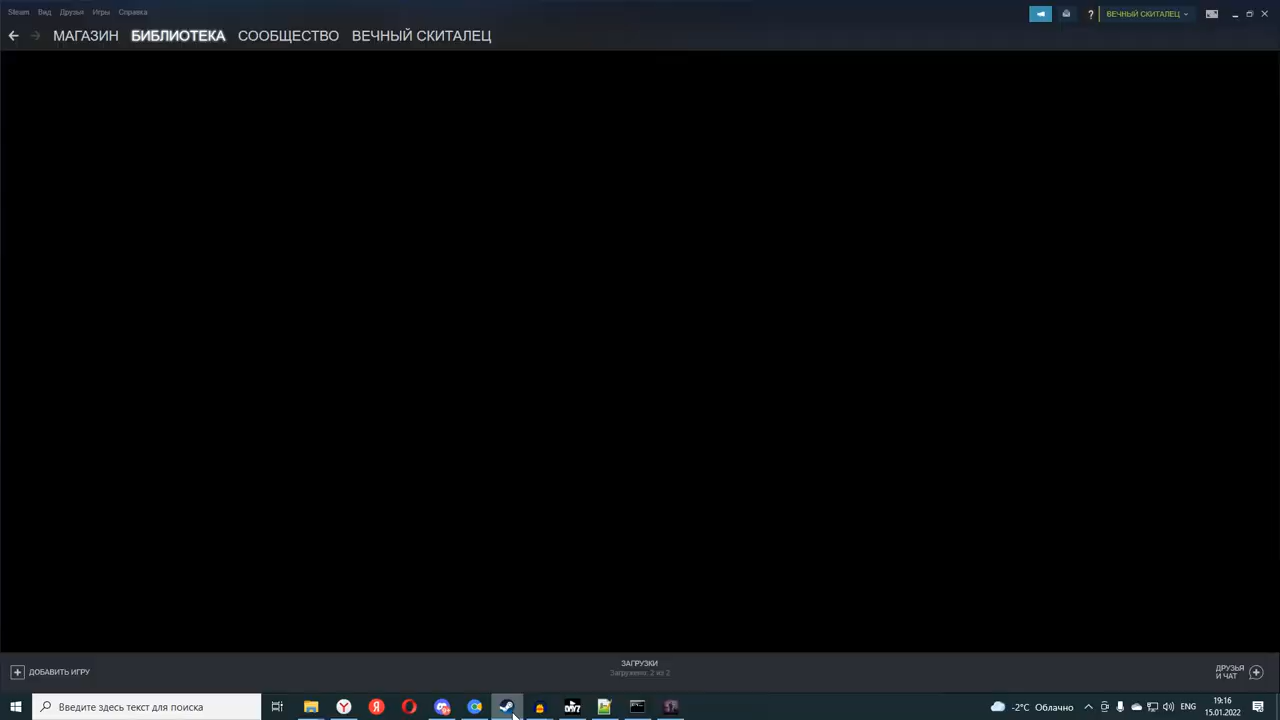 Steam Вид Друзья Игры Справка
? ВЕЧНЫЙ СКИТАЛЕЦ
МАГАЗИН БИБЛИОТЕКА СООБЩЕСТВО ВЕЧНЫЙ СКИТАЛЕЦ
ДОБАВИТЬ ИГРУ
ЗАГРУЗКИ
Загружено: 2 из 2
ДРУЗЬЯ
И ЧАТ
Введите здесь текст для поиска
-2°C Облачно
ENG
19:16
15.01.2022